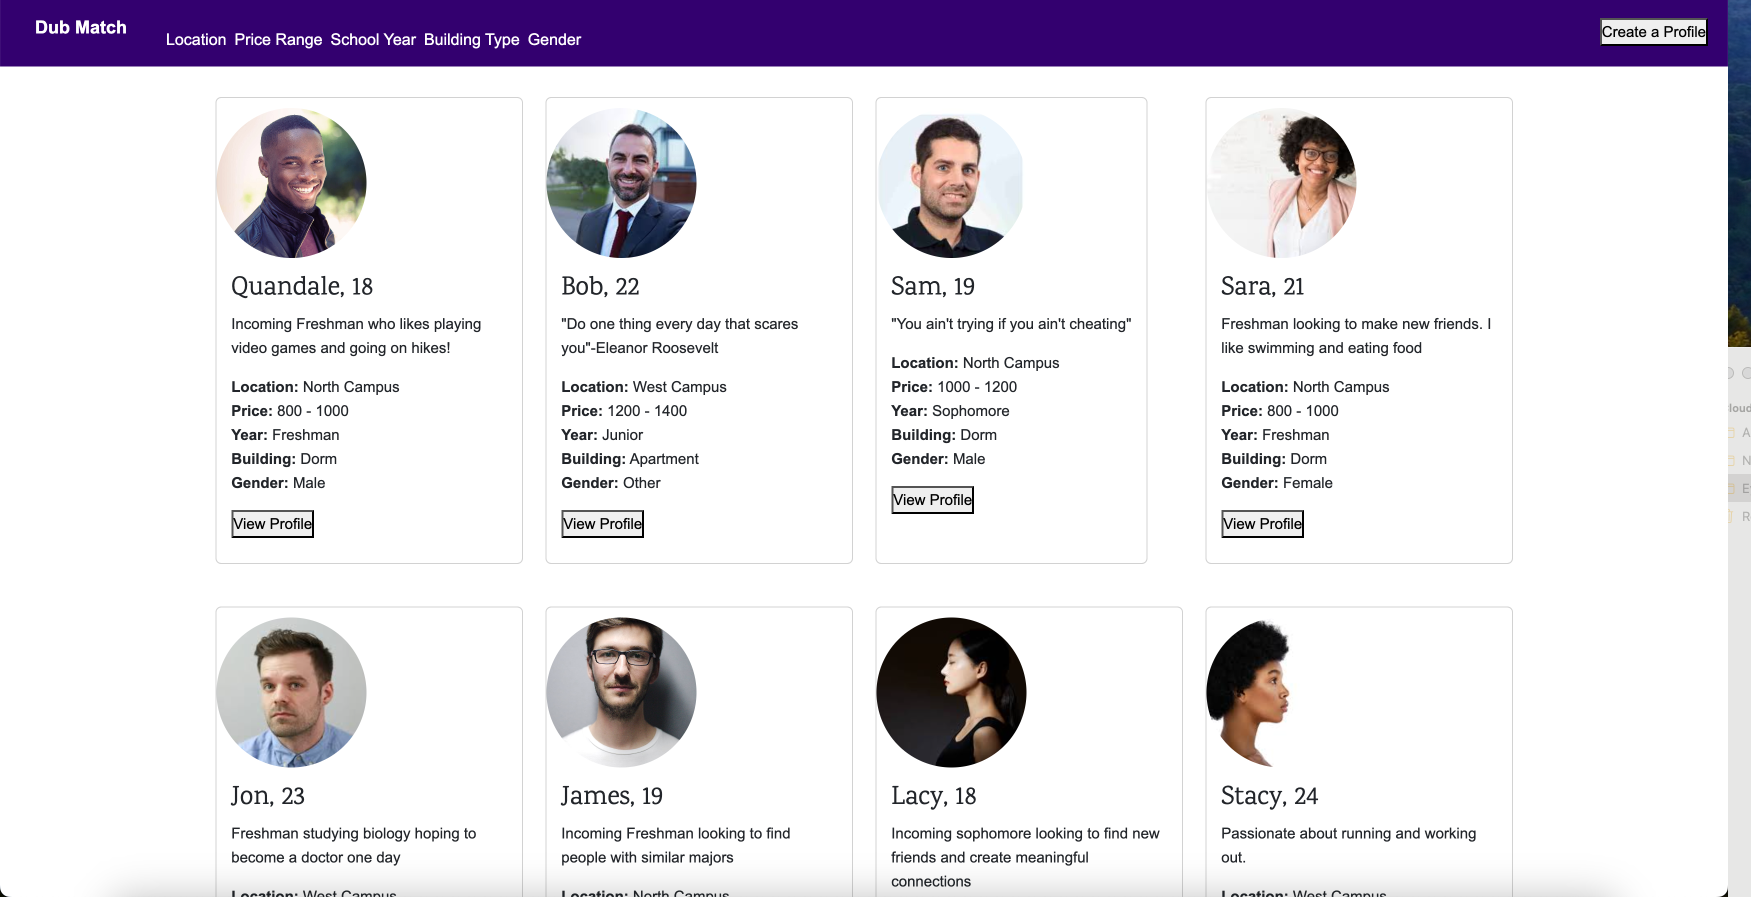 Dub Match
Location Price Range School Year Building Type Gender
Create a Profile
Quandale, 18
Incoming Freshman who likes playing
video games and going on hikes!
Location: North Campus
Price: 800 - 1000
Year: Freshman
Building: Dorm
Gender: Male
View Profile
Bob, 22
"Do one thing every day that scares
you"-Eleanor Roosevelt
Location: West Campus
Price: 1200 - 1400
Year: Junior
Building: Apartment
Gender: Other
View Profile
Sam, 19
"You ain't trying if you ain't cheating"
Location: North Campus
Price: 1000 - 1200
Year: Sophomore
Building: Dorm
Gender: Male
View Profile
Sara, 21
Freshman looking to make new friends. I
like swimming and eating food
Location: North Campus
Price: 800 - 1000
Year: Freshman
Building: Dorm
Gender: Female
View Profile
Jon, 23
Freshman studying biology hoping to
become a doctor one day
Location: West Campus
James, 19
Incoming Freshman looking to find
people with similar majors
Location: North Campus
Lacy, 18
Incoming sophomore looking to find new
friends and create meaningful
connections
Stacy, 24
Passionate about running and working
out.
Location: West Campus